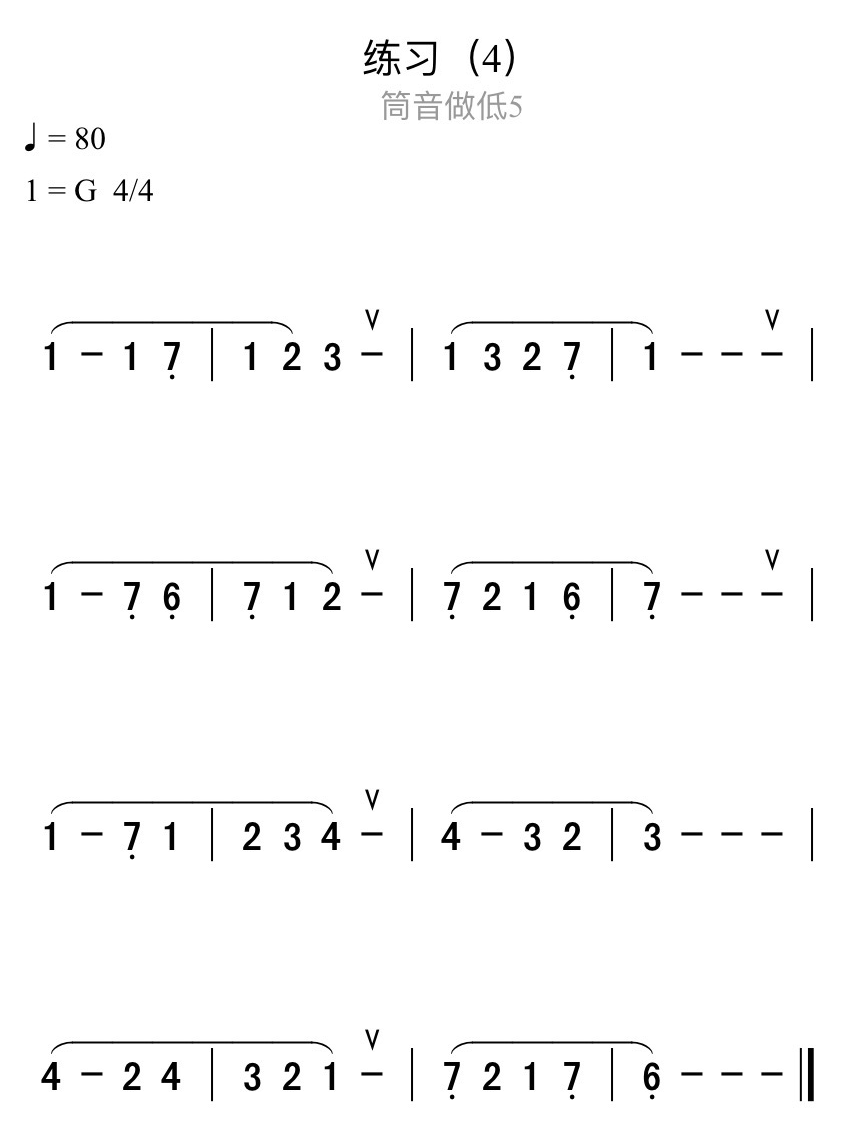 练习（4）
筒音做低5
♩ = 80
1 = G 4/4
1 – 1 7̣ | 1 2 3 – ∨ | 1 3 2 7̣ | 1 – – – ∨ |
1 – 7̣ 6̣ | 7̣ 1 2 – ∨ | 7̣ 2 1 6̣ | 7̣ – – – ∨ |
1 – 7̣ 1 | 2 3 4 – ∨ | 4 – 3 2 | 3 – – – |
4 – 2 4 | 3 2 1 – ∨ | 7̣ 2 1 7̣ | 6̣ – – – ‖